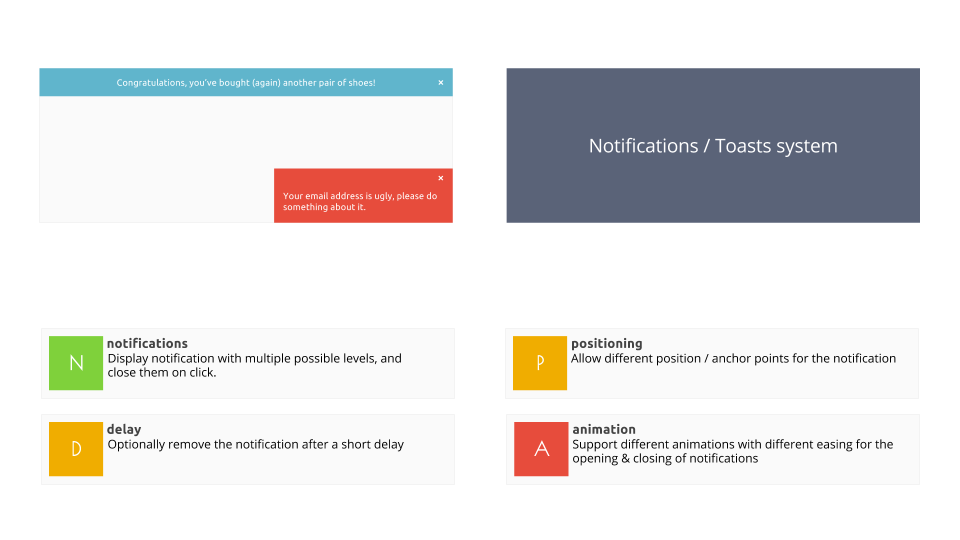 Congratulations, you've bought (again) another pair of shoes! ×
×
Your email address is ugly, please do
something about it.
Notifications / Toasts system
N
notifications
Display notification with multiple possible levels, and
close them on click.
P
positioning
Allow different position / anchor points for the notification
D
delay
Optionally remove the notification after a short delay
A
animation
Support different animations with different easing for the
opening & closing of notifications